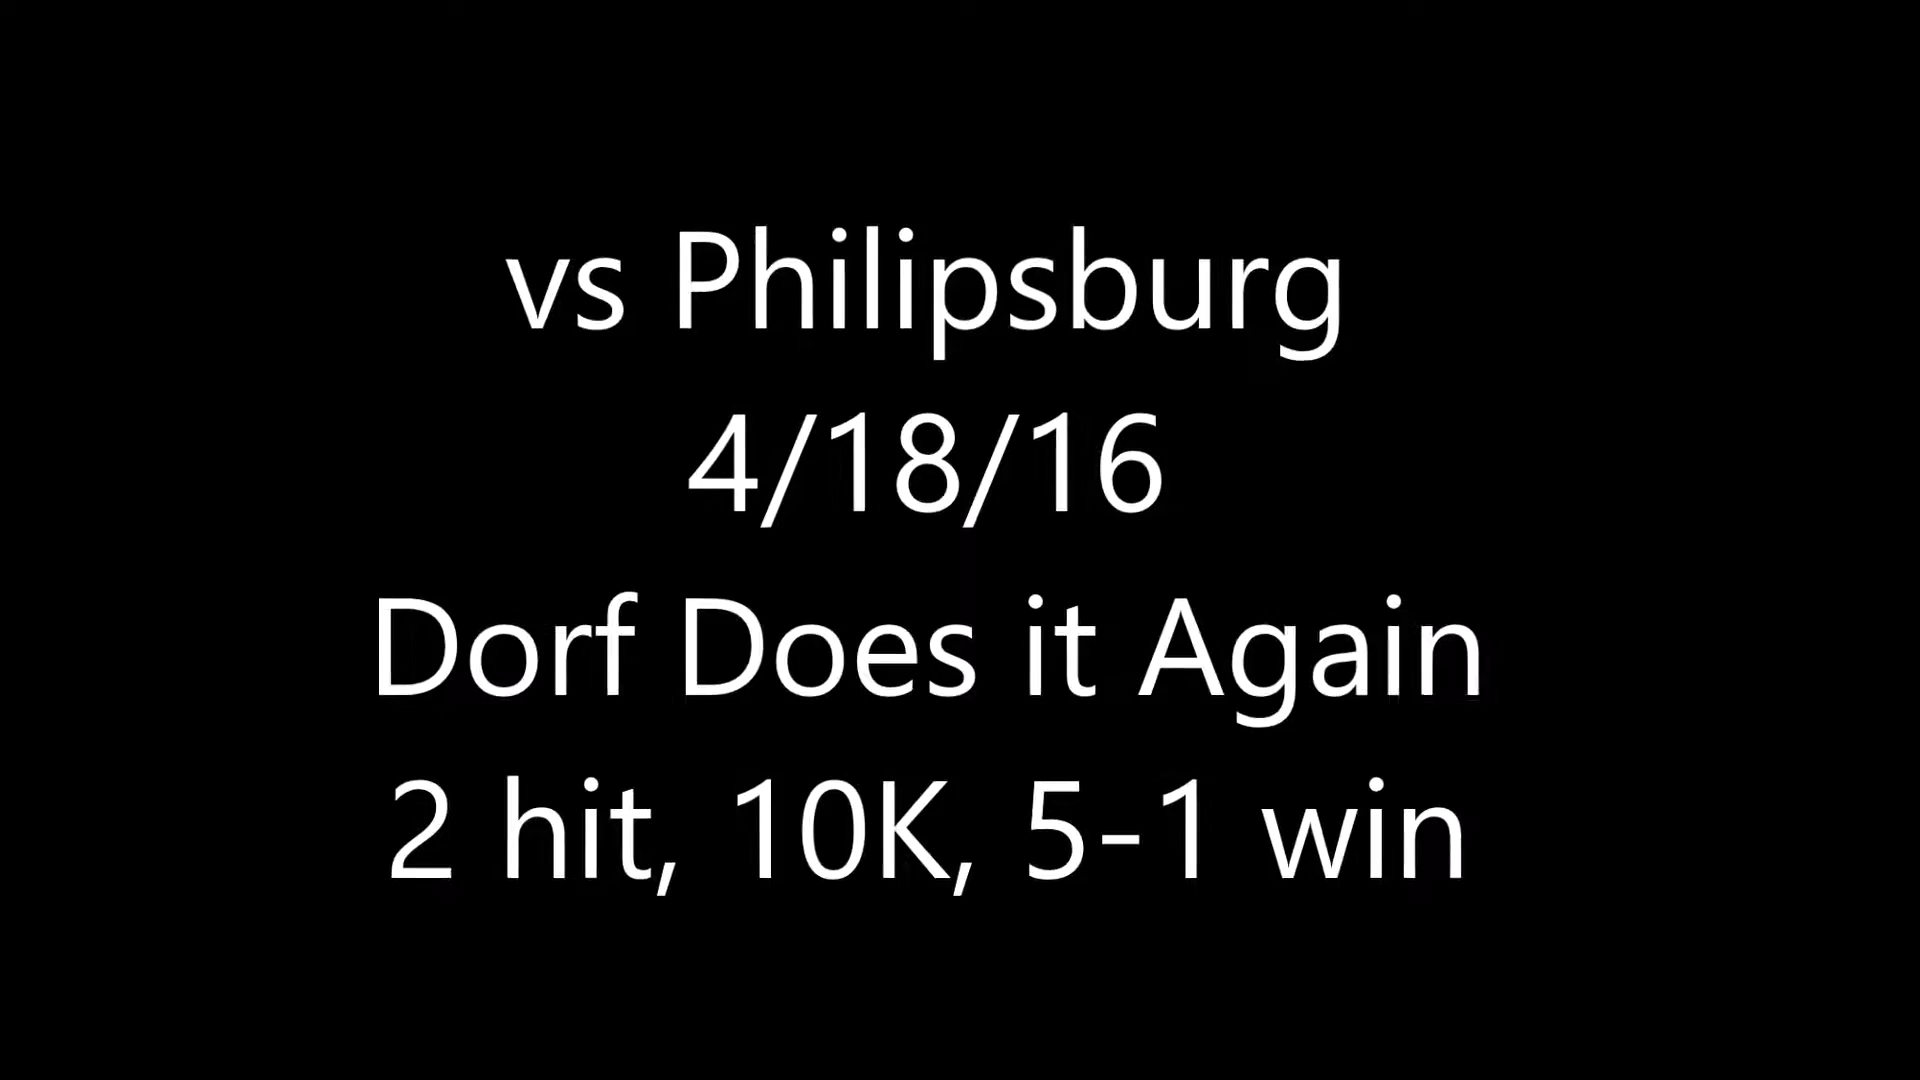 vs Philipsburg
4/18/16
Dorf Does it Again
2 hit, 10K, 5-1 win